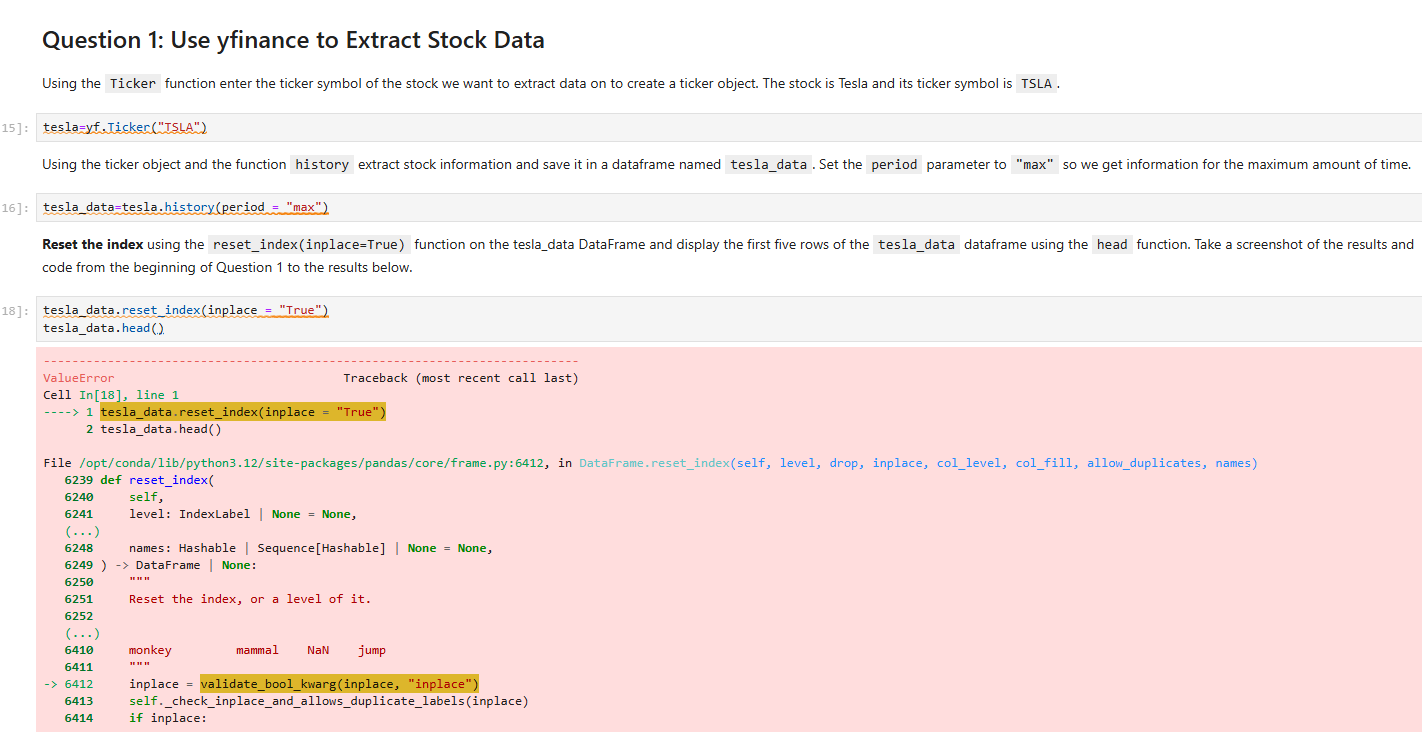 Question 1: Use yfinance to Extract Stock Data
Using the Ticker function enter the ticker symbol of the stock we want to extract data on to create a ticker object. The stock is Tesla and its ticker symbol is TSLA .
15]: tesla=yf.Ticker("TSLA")
Using the ticker object and the function history extract stock information and save it in a dataframe named tesla_data . Set the period parameter to "max" so we get information for the maximum amount of time.
16]: tesla_data=tesla.history(period = "max")
Reset the index using the reset_index(inplace=True) function on the tesla_data DataFrame and display the first five rows of the tesla_data dataframe using the head function. Take a screenshot of the results and
code from the beginning of Question 1 to the results below.
18]: tesla_data.reset_index(inplace = "True")
tesla_data.head()
---------------------------------------------------------------------------
ValueError                                Traceback (most recent call last)
Cell In[18], line 1
----> 1 tesla_data.reset_index(inplace = "True")
      2 tesla_data.head()
File /opt/conda/lib/python3.12/site-packages/pandas/core/frame.py:6412, in DataFrame.reset_index(self, level, drop, inplace, col_level, col_fill, allow_duplicates, names)
   6239 def reset_index(
   6240     self,
   6241     level: IndexLabel | None = None,
   (...)
   6248     names: Hashable | Sequence[Hashable] | None = None,
   6249 ) -> DataFrame | None:
   6250     """
   6251     Reset the index, or a level of it.
   6252
   (...)
   6410     monkey         mammal    NaN    jump
   6411     """
-> 6412     inplace = validate_bool_kwarg(inplace, "inplace")
   6413     self._check_inplace_and_allows_duplicate_labels(inplace)
   6414     if inplace: